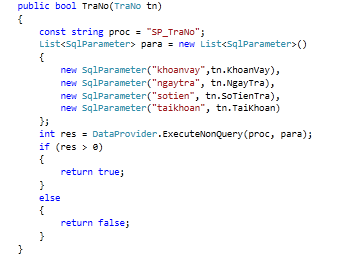 public bool TraNo(TraNo tn)
{
const string proc = "SP_TraNo";
List<SqlParameter> para = new List<SqlParameter>()
{
new SqlParameter("khoanvay",tn.KhoanVay),
new SqlParameter("ngaytra", tn.NgayTra),
new SqlParameter("sotien", tn.SoTienTra),
new SqlParameter("taikhoan", tn.TaiKhoan)
};
int res = DataProvider.ExecuteNonQuery(proc, para);
if (res > 0)
{
return true;
}
else
{
return false;
}
}